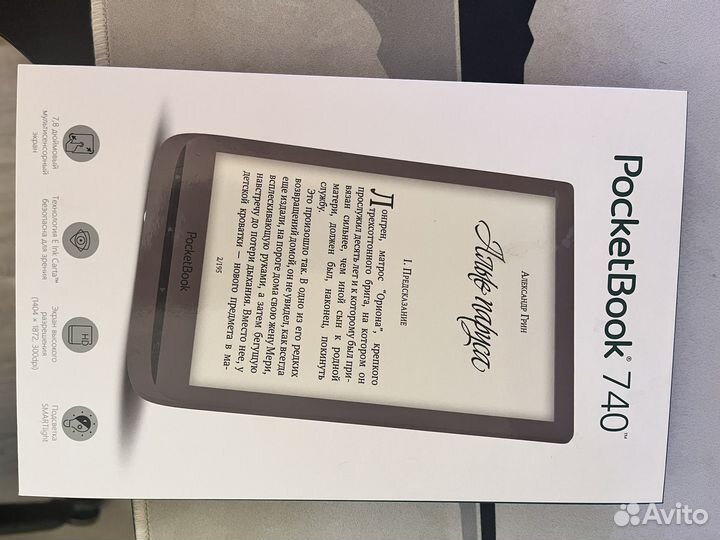 PocketBook® 740™
Александр Грин
Алые паруса
I. Предсказание
Лонгрен, матрос "Ориона", крепкого
трехсоттонного брига, на котором он
прослужил десять лет и к которому был при-
вязан сильнее, чем иной сын к родной
матери, должен был, наконец, покинуть
службу.
Это произошло так. В одно из его редких
возвращений домой, он не увидел, как всегда
еще издали, на пороге дома свою жену Мери,
всплескивающую руками, а затем бегущую
навстречу до потери дыхания. Вместо нее, у
детской кроватки — нового предмета в ма-
2/195
PocketBook
7,8 дюймовый
мультисенсорный
экран
Технология E Ink Carta™
безопасна для зрения
HD
Экран высокого
разрешения
(1404 × 1872, 300dpi)
Подсветка
SMARTlight
Avito